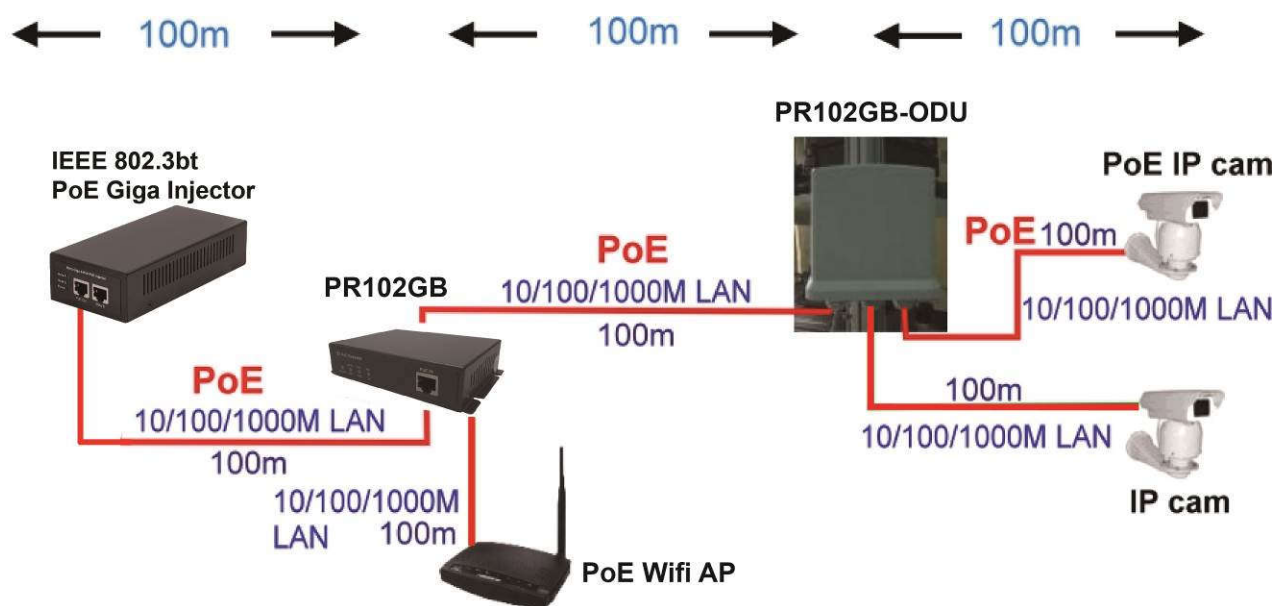 100m
100m
100m
PR102GB-ODU
IEEE 802.3bt
PoE Giga Injector
PoE IP cam
PoE
PoE 100m
PR102GB
10/100/1000M LAN
10/100/1000M LAN
100m
PoE
100m
10/100/1000M LAN
10/100/1000M LAN
100m
10/100/1000M
LAN 100m
IP cam
PoE Wifi AP